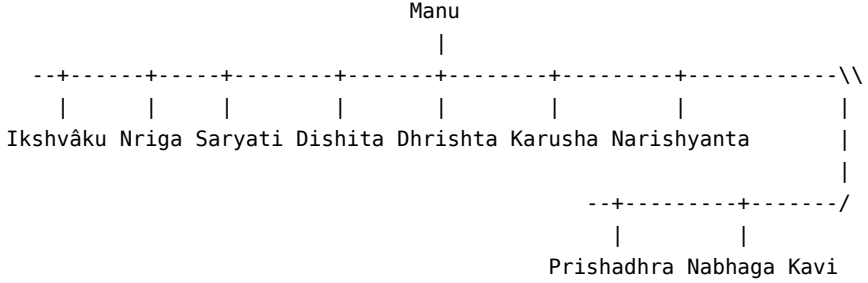 Manu
|
--+------+-----+--------+-------+--------+---------+------------\\
| | | | | | | |
Ikshvâku Nriga Saryati Dishita Dhrishta Karusha Narishyanta |
|
--+---------+-------/
| |
Prishadhra Nabhaga Kavi